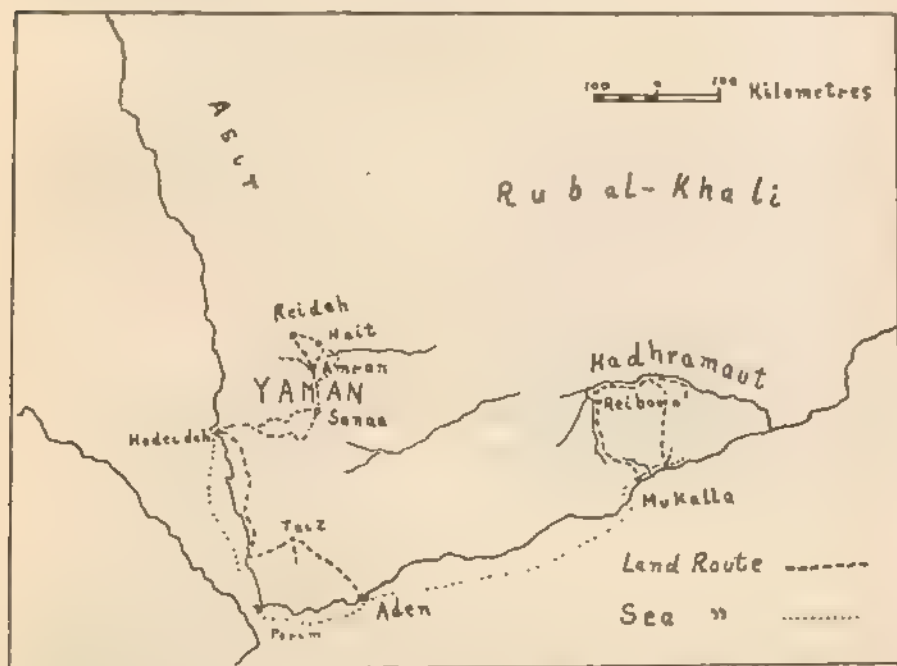 100 0 100 Kilometres
Asir
Rub al-Khali
Reidah
Hait
Amran
YAMAN
Sanaa
Hadhramaut
Reiboun
Hodeidah
Mukalla
Taiz
Land Route
Aden
Sea "
Perim